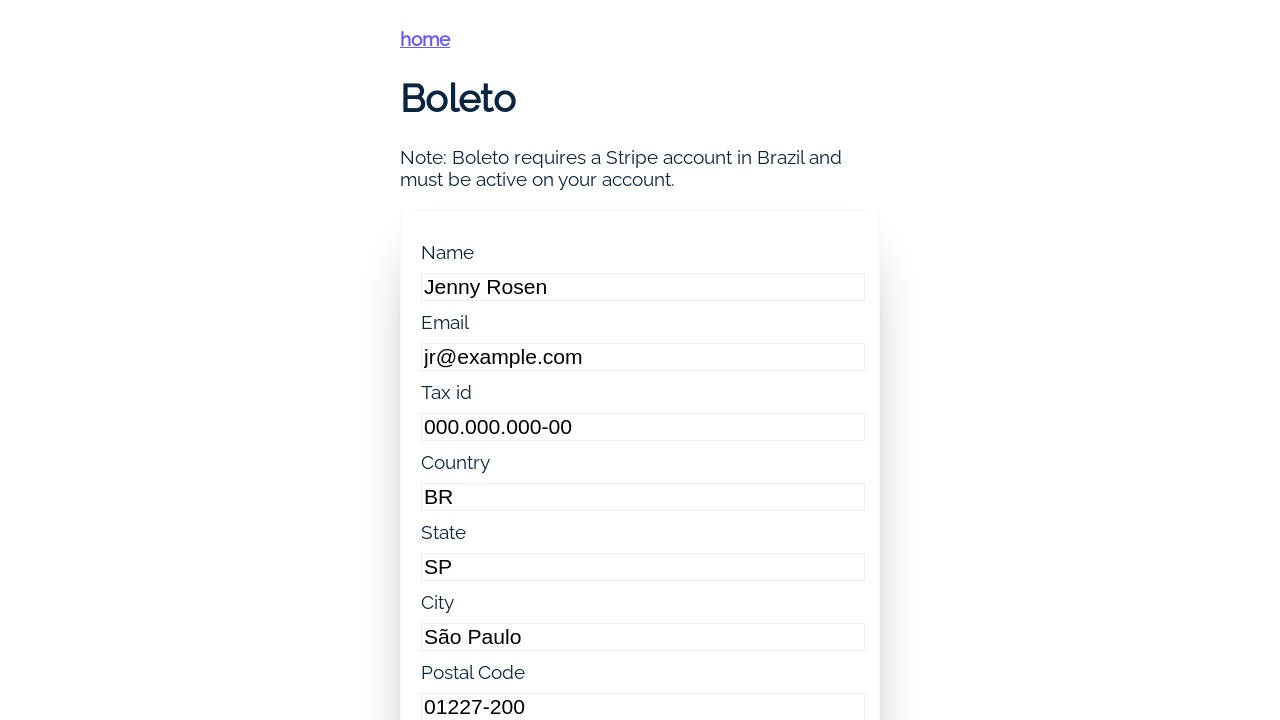 home
Boleto
Note: Boleto requires a Stripe account in Brazil and
must be active on your account.
Name
Jenny Rosen
Email
jr@example.com
Tax id
000.000.000-00
Country
BR
State
SP
City
São Paulo
Postal Code
01227-200